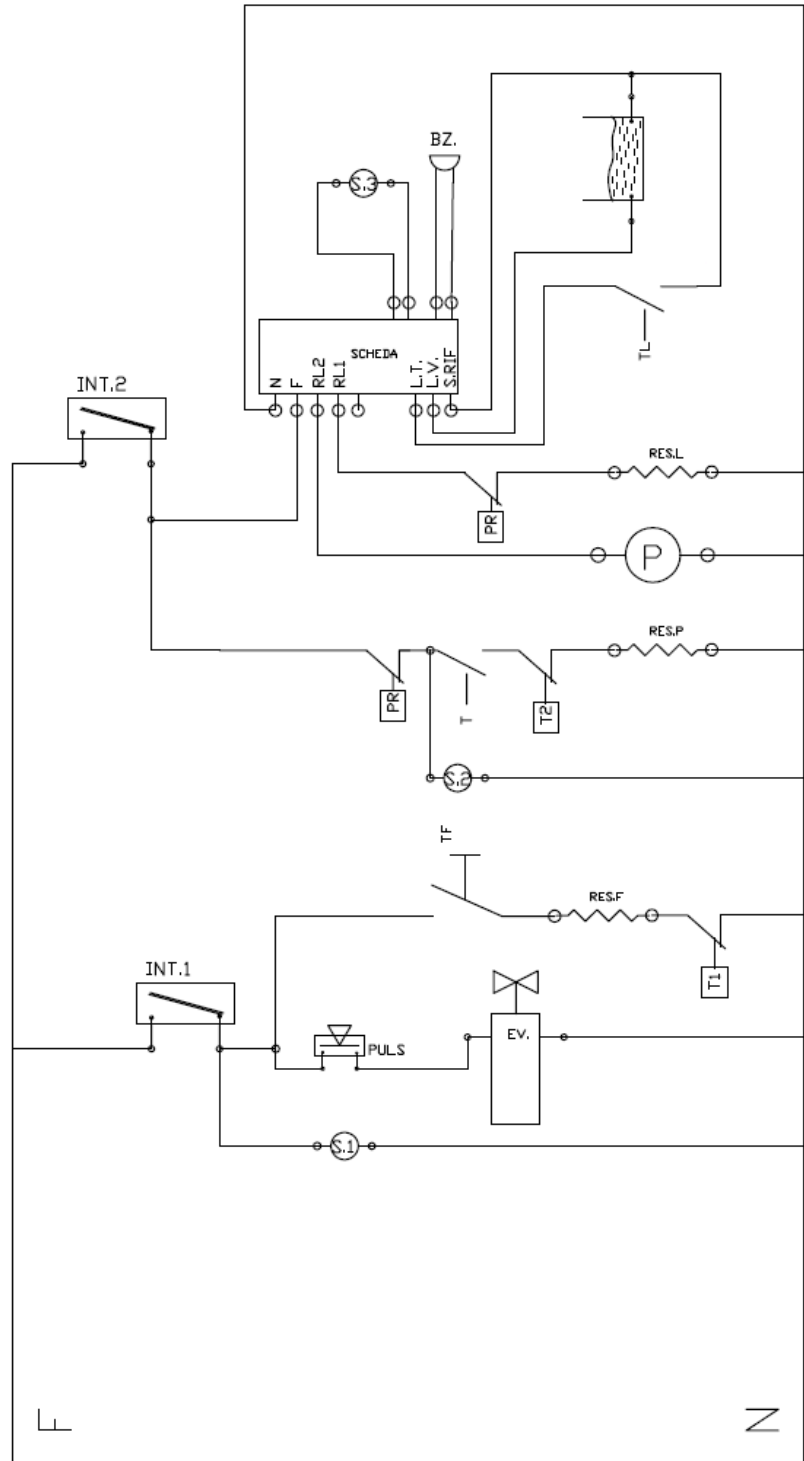 BZ.
S.3
SCHEDA
N
F
RL2
RL1
L.T.
L.V.
S.RIF
INT.2
TL
RES.L
PR
P
RES.P
PR
T
T2
S.2
TF
RES.F
T1
INT.1
EV.
PULS
S.1
F
N